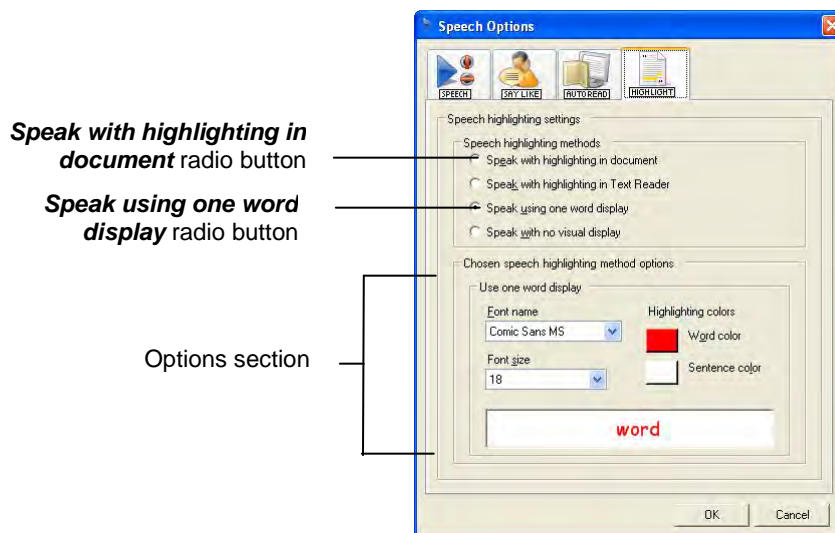 Speech Options
SPEECH
SAY LIKE
AUTOREAD
HIGHLIGHT
Speech highlighting settings
Speak with highlighting in
document radio button
Speak using one word
display radio button
Options section
Speech highlighting methods
Speak with highlighting in document
Speak with highlighting in Text Reader
Speak using one word display
Speak with no visual display
Chosen speech highlighting method options
Use one word display
Font name
Highlighting colors
Comic Sans MS
Word color
Font size
Sentence color
18
word
OK
Cancel